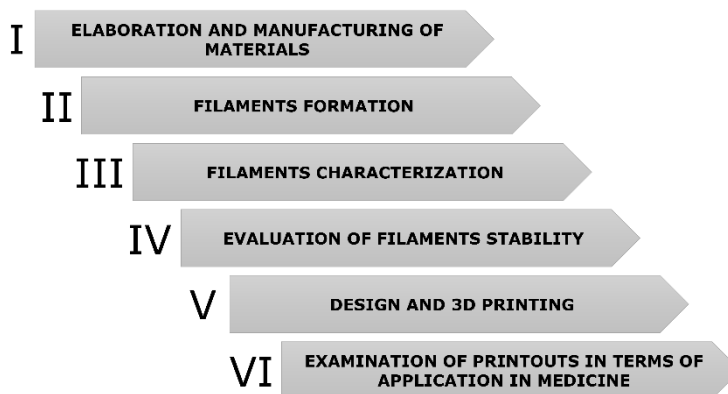 I
ELABORATION AND MANUFACTURING OF
MATERIALS
II
FILAMENTS FORMATION
III
FILAMENTS CHARACTERIZATION
IV
EVALUATION OF FILAMENTS STABILITY
V
DESIGN AND 3D PRINTING
VI
EXAMINATION OF PRINTOUTS IN TERMS OF
APPLICATION IN MEDICINE